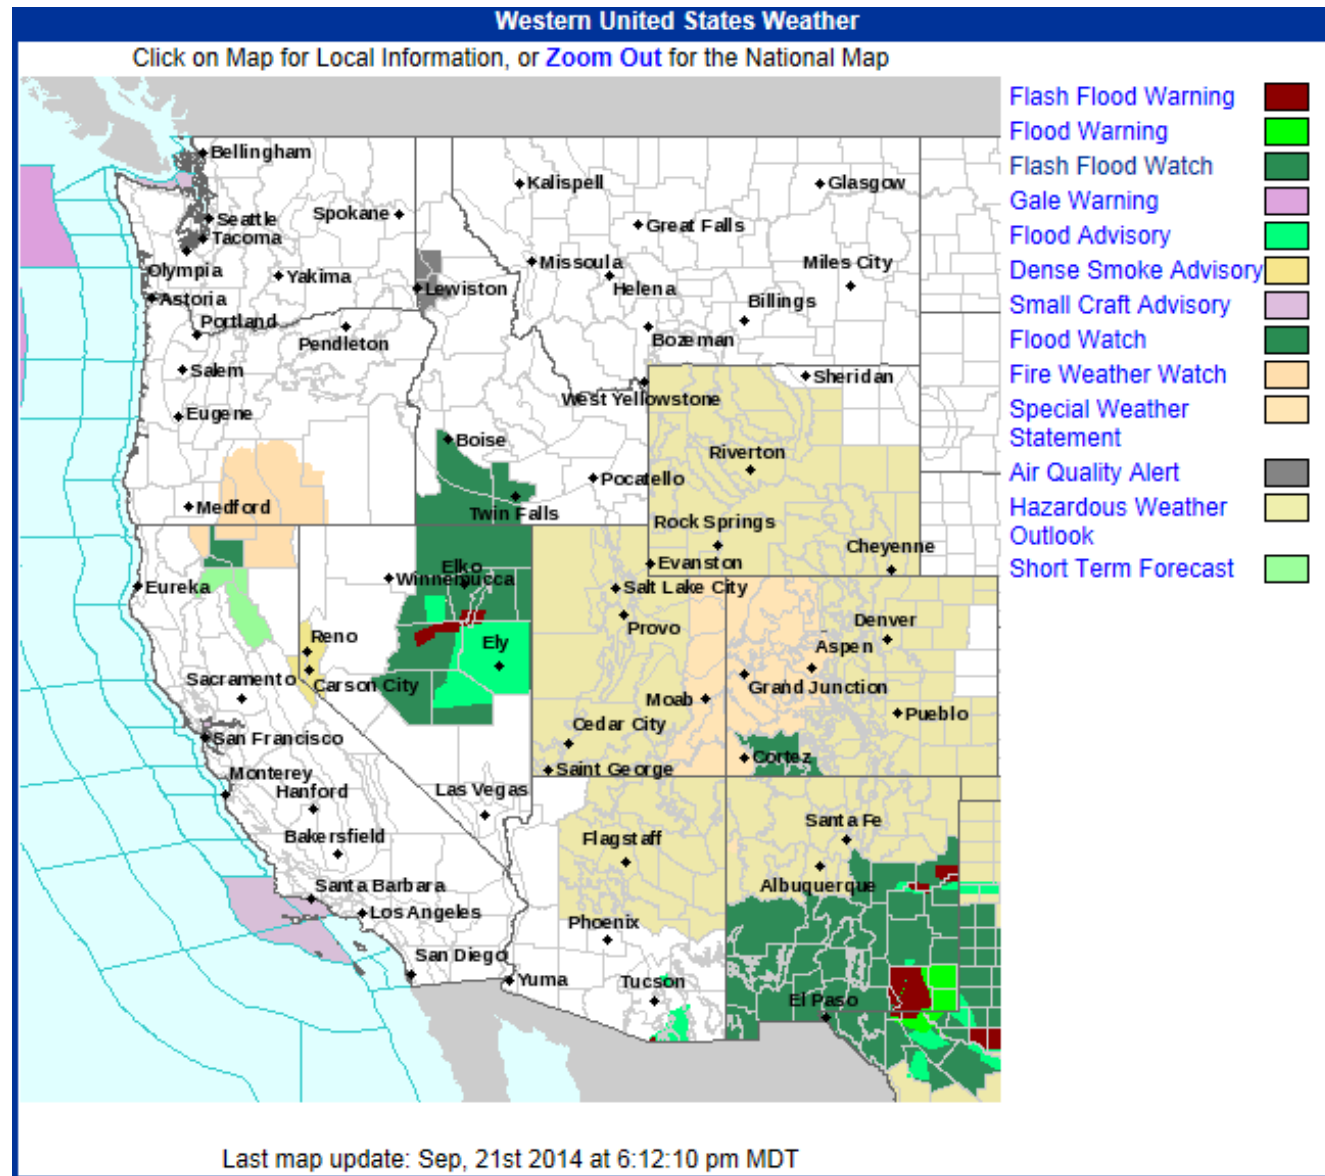 Western United States Weather
Click on Map for Local Information, or Zoom Out for the National Map
Flash Flood Warning
Flood Warning
Flash Flood Watch
Gale Warning
Flood Advisory
Dense Smoke Advisory
Small Craft Advisory
Flood Watch
Fire Weather Watch
Special Weather
Statement
Air Quality Alert
Hazardous Weather
Outlook
Short Term Forecast
Bellingham
Kalispell
Glasgow
Seattle
Spokane
Great Falls
Tacoma
Olympia
Yakima
Missoula
Miles City
Lewiston
Helena
Astoria
Billings
Portland
Pendleton
Bozeman
Salem
Sheridan
West Yellowstone
Eugene
Boise
Riverton
Pocatello
Medford
Twin Falls
Rock Springs
Cheyenne
Elko
Evanston
Winnemucca
Eureka
Salt Lake City
Provo
Denver
Reno
Ely
Aspen
Sacramento
Carson City
Grand Junction
Moab
Pueblo
Cedar City
San Francisco
Cortez
Saint George
Monterey
Hanford
Las Vegas
Bakersfield
Flagstaff
Santa Fe
Albuquerque
Santa Barbara
Los Angeles
Phoenix
San Diego
Yuma
Tucson
El Paso
Last map update: Sep, 21st 2014 at 6:12:10 pm MDT